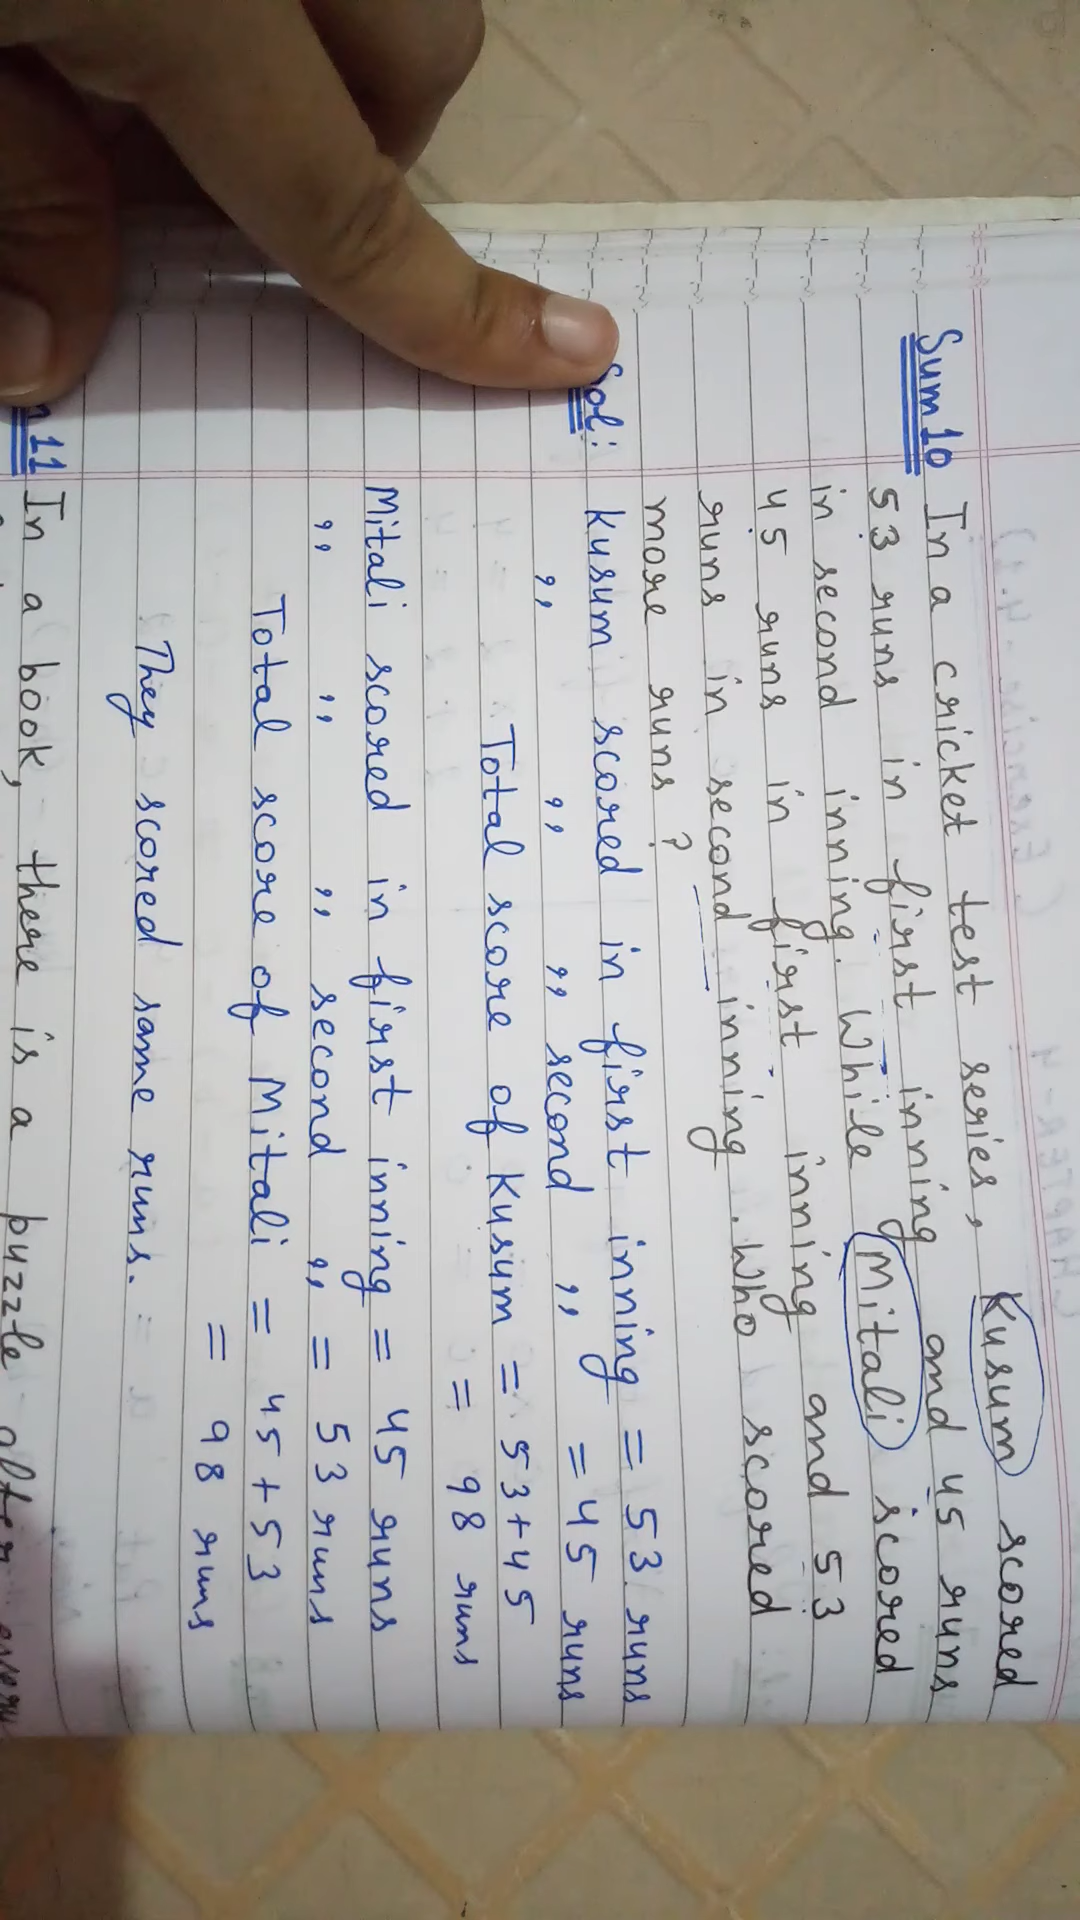 Sum 10 In a cricket test series, Kusum scored
53 runs in first inning and 45 runs
in second inning. While Mitali scored
45 runs in first inning and 53
runs in second inning. Who scored
more runs?
Sol: Kusum scored in first inning = 53 runs
,, ,, ,, second ,, = 45 runs
Total score of Kusum = 53+45
= 98 runs
Mitali scored in first inning = 45 runs
,, ,, ,, second ,, = 53 runs
Total score of Mitali = 45+53
= 98 runs
They scored same runs.
11 In a book, there is a puzzle after every